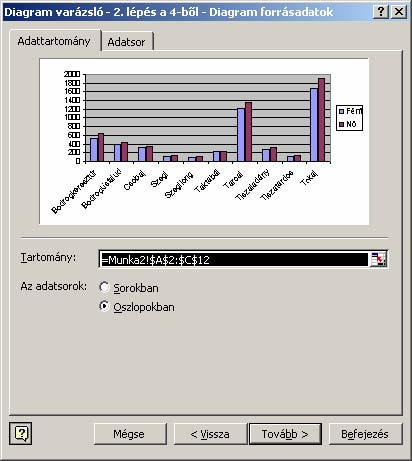 Diagram varázsló - 2. lépés a 4-ből - Diagram forrásadatok
Adattartomány
Adatsor
2000
1800
1600
1400
1200
1000
800
600
400
200
0
Férfi
Nő
Bodrogkeresztúr
Csobaj
Szegi
Szegilong
Taktabáj
Tarcal
Tiszaladány
Tiszatardos
Tokaj
Tartomány:
=Munka2!$A$2:$C$12
Az adatsorok:
Sorokban
Oszlopokban
Mégse
< Vissza
Tovább >
Befejezés